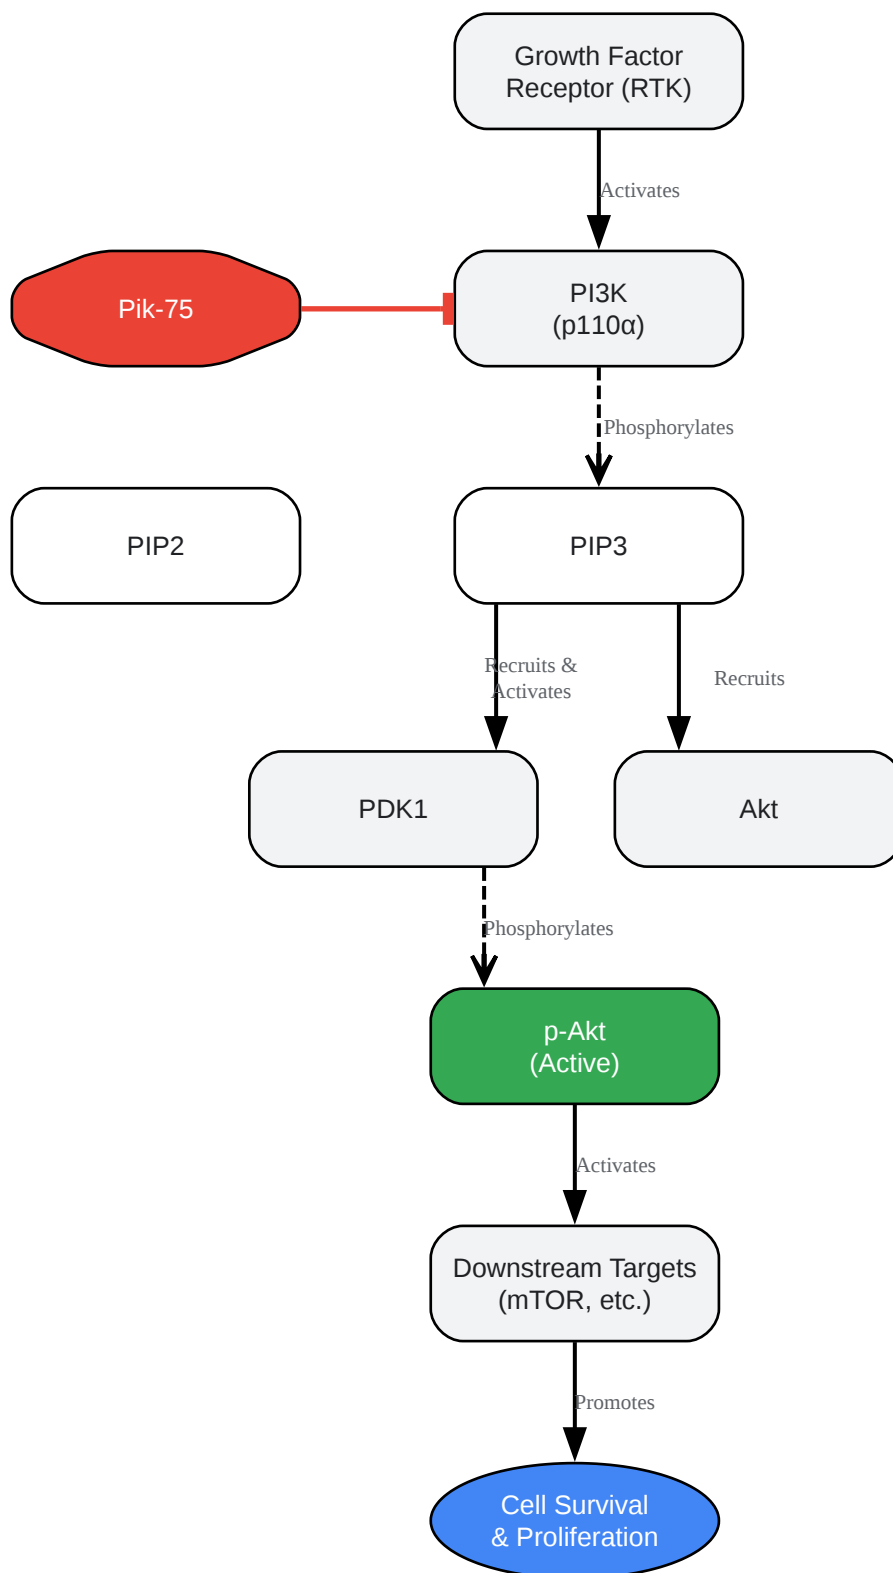 Growth Factor
Receptor (RTK)
Activates
Pik-75
PI3K
(p110α)
Phosphorylates
PIP2
PIP3
Recruits &
Activates
Recruits
PDK1
Akt
Phosphorylates
p-Akt
(Active)
Activates
Downstream Targets
(mTOR, etc.)
Promotes
Cell Survival
& Proliferation